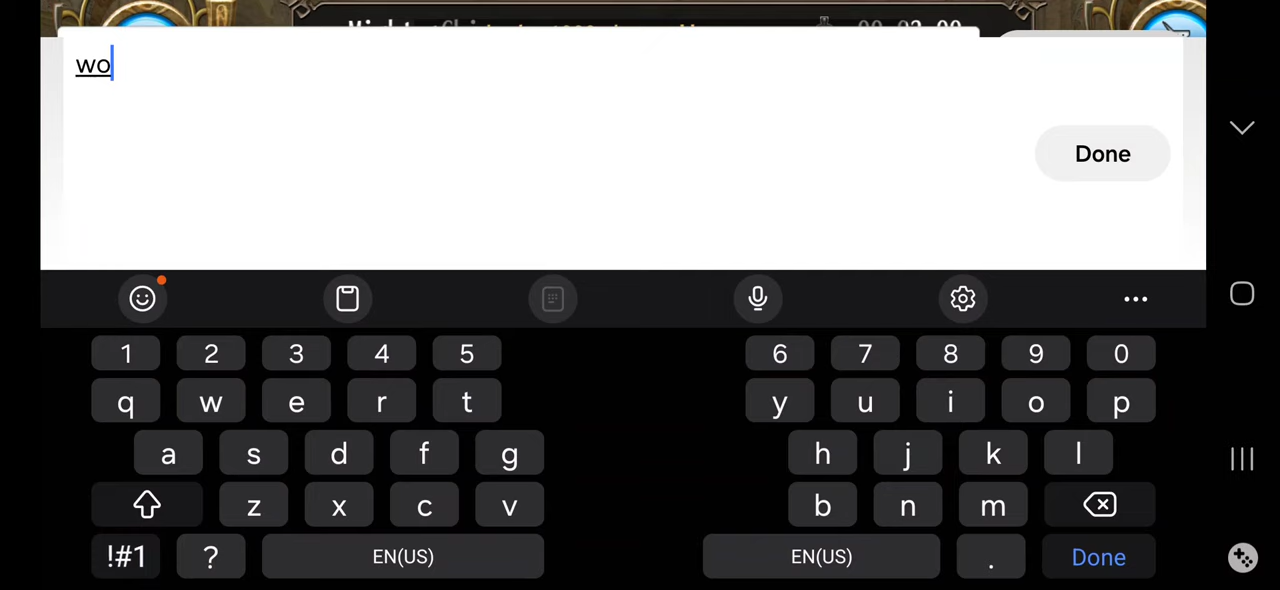 wo
Done
1 2 3 4 5 6 7 8 9 0
q w e r t y u i o p
a s d f g h j k l
z x c v b n m
!#1 ? EN(US) EN(US) . Done